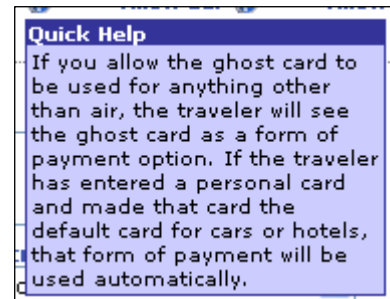 Quick Help
If you allow the ghost card to
be used for anything other
than air, the traveler will see
the ghost card as a form of
payment option. If the traveler
has entered a personal card
and made that card the
default card for cars or hotels,
that form of payment will be
used automatically.